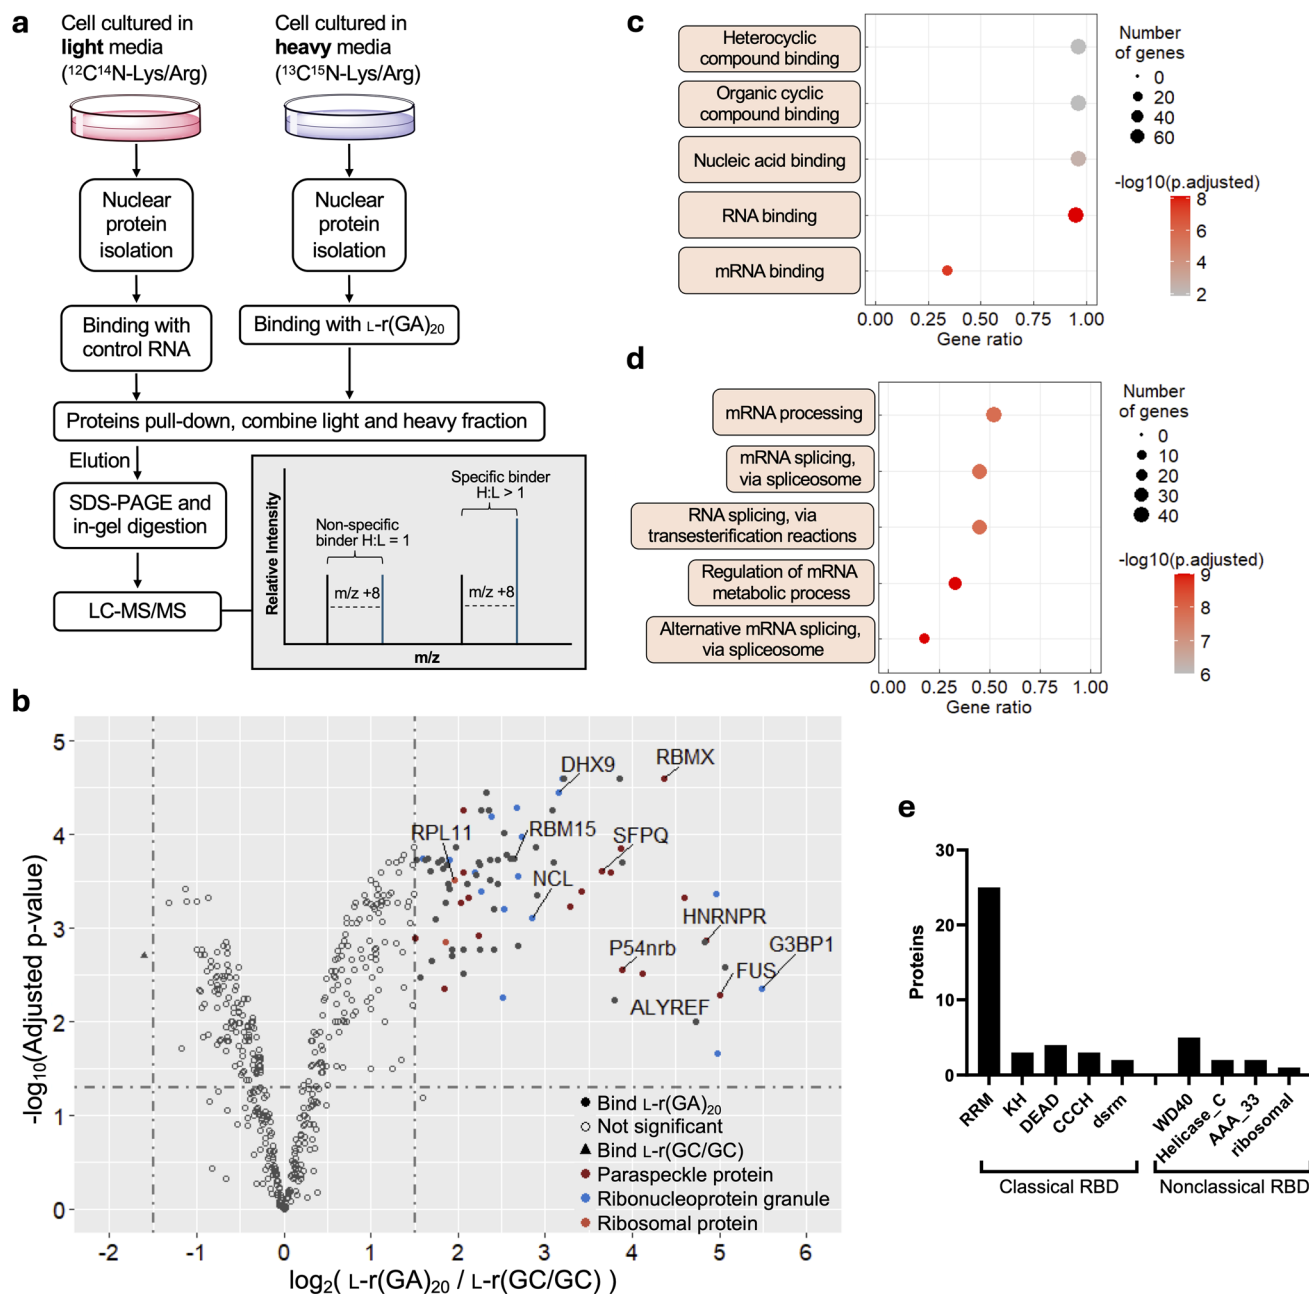 a
Cell cultured in
light media
(¹²C¹⁴N-Lys/Arg)
Cell cultured in
heavy media
(¹³C¹⁵N-Lys/Arg)
Nuclear
protein
isolation
Nuclear
protein
isolation
Binding with
control RNA
Binding with L-r(GA)₂₀
Proteins pull-down, combine light and heavy fraction
Elution
SDS-PAGE and
in-gel digestion
LC-MS/MS
Relative Intensity
Non-specific
binder H:L = 1
m/z +8
Specific binder
H:L > 1
m/z +8
m/z
b
-log₁₀(Adjusted p-value)
5
4
3
2
1
0
-2
-1
0
1
2
3
4
5
6
log₂( L-r(GA)₂₀ / L-r(GC/GC) )
DHX9
RBMX
RPL11
RBM15
SFPQ
NCL
HNRNPR
P54nrb
G3BP1
FUS
ALYREF
Bind L-r(GA)₂₀
Not significant
Bind L-r(GC/GC)
Paraspeckle protein
Ribonucleoprotein granule
Ribosomal protein
c
Heterocyclic
compound binding
Organic cyclic
compound binding
Nucleic acid binding
RNA binding
mRNA binding
0.00
0.25
0.50
0.75
1.00
Gene ratio
Number
of genes
0
20
40
60
-log10(p.adjusted)
8
6
4
2
d
mRNA processing
mRNA splicing,
via spliceosome
RNA splicing, via
transesterification reactions
Regulation of mRNA
metabolic process
Alternative mRNA splicing,
via spliceosome
0.00
0.25
0.50
0.75
1.00
Gene ratio
Number
of genes
0
10
20
30
40
-log10(p.adjusted)
9
8
7
6
e
Proteins
30
20
10
0
RRM
KH
DEAD
CCCH
dsrm
WD40
Helicase_C
AAA_33
ribosomal
Classical RBD
Nonclassical RBD